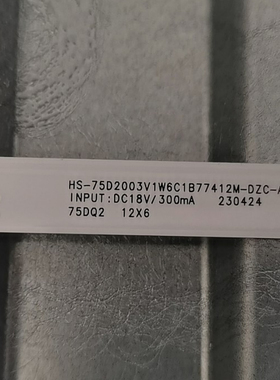 HS-75D2003V1W6C1B77412M-DZC-
INPUT:DC18V/300mA 230424
75DQ2 12X6